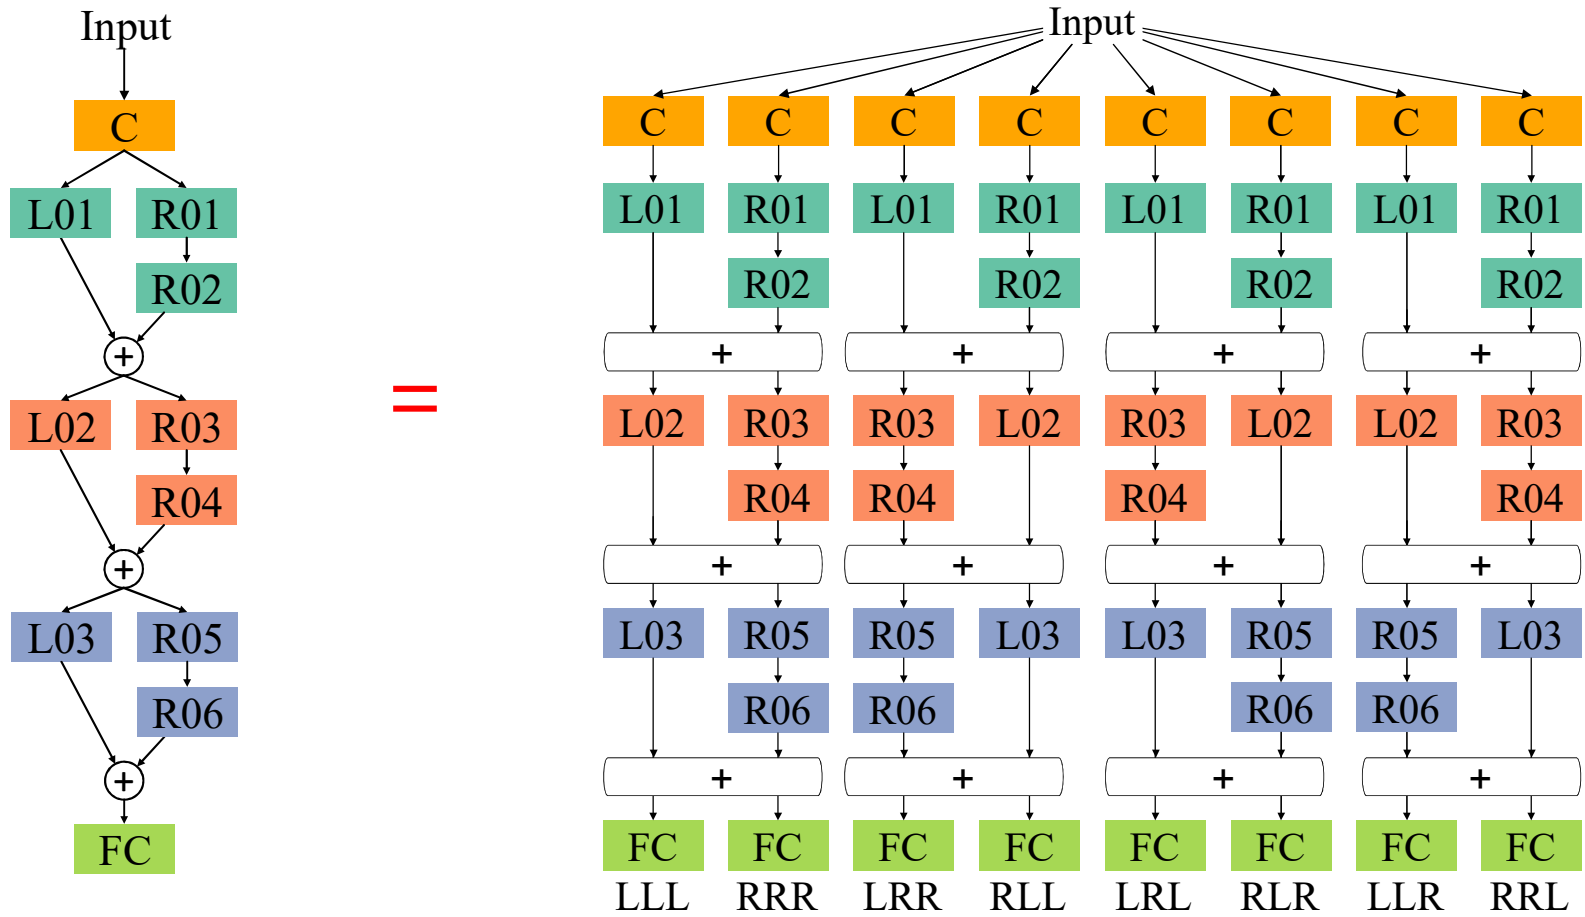 Input
C
L01 R01
R02
+
L02 R03
R04
+
L03 R05
R06
+
FC
=
Input
C C C C C C C C
L01 R01 L01 R01 L01 R01 L01 R01
R02 R02 R02 R02
+ + + +
L02 R03 R03 L02 R03 L02 L02 R03
R04 R04 R04 R04
+ + + +
L03 R05 R05 L03 L03 R05 R05 L03
R06 R06 R06 R06
+ + + +
FC FC FC FC FC FC FC FC
LLL RRR LRR RLL LRL RLR LLR RRL